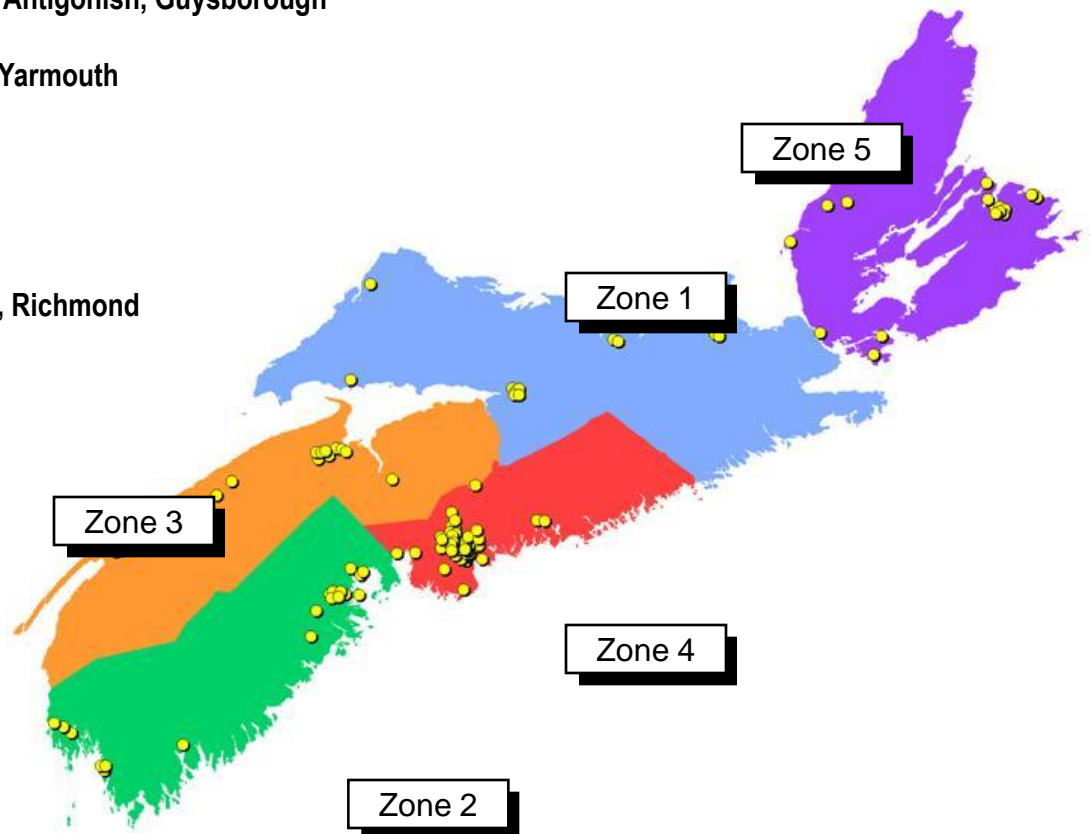 Antigonish, Guysborough
Yarmouth
, Richmond
Zone 5
Zone 1
Zone 3
Zone 4
Zone 2